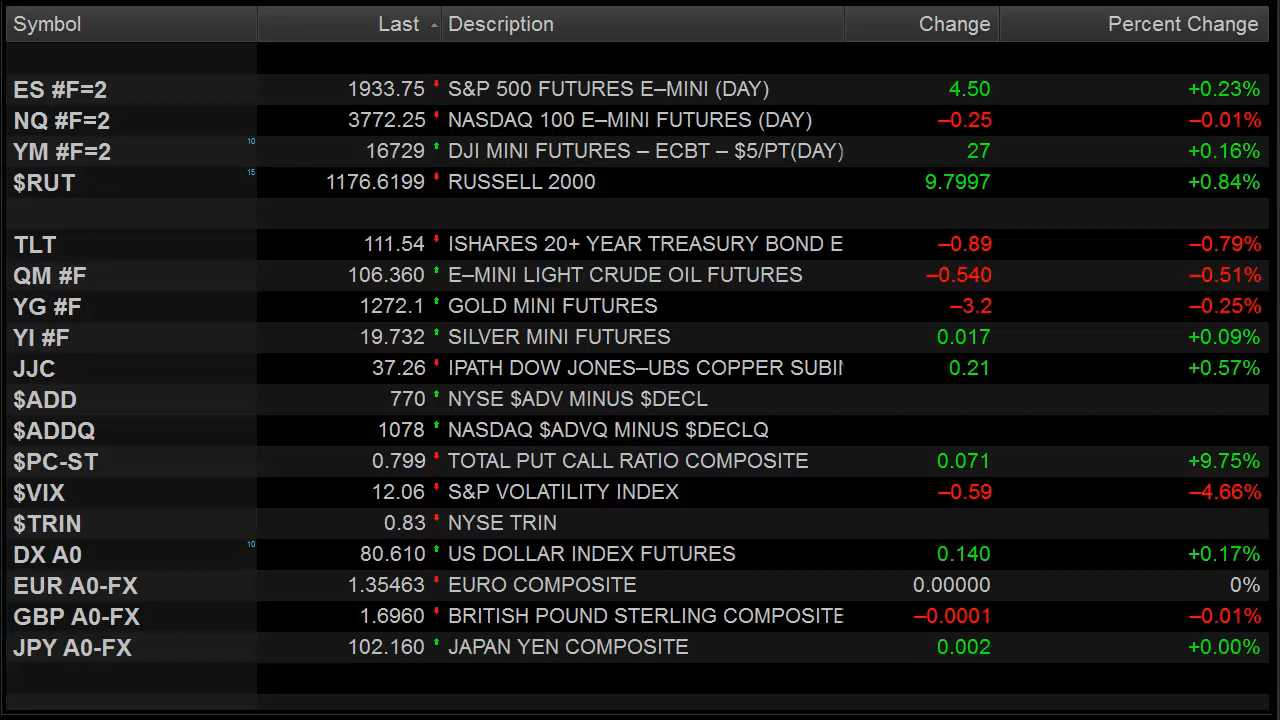 Symbol Last Description Change Percent Change
ES #F=2 1933.75 S&P 500 FUTURES E–MINI (DAY) 4.50 +0.23%
NQ #F=2 3772.25 NASDAQ 100 E–MINI FUTURES (DAY) –0.25 –0.01%
YM #F=2 10 16729 DJI MINI FUTURES – ECBT – $5/PT(DAY) 27 +0.16%
$RUT 15 1176.6199 RUSSELL 2000 9.7997 +0.84%
TLT 111.54 ISHARES 20+ YEAR TREASURY BOND E –0.89 –0.79%
QM #F 106.360 E–MINI LIGHT CRUDE OIL FUTURES –0.540 –0.51%
YG #F 1272.1 GOLD MINI FUTURES –3.2 –0.25%
YI #F 19.732 SILVER MINI FUTURES 0.017 +0.09%
JJC 37.26 IPATH DOW JONES–UBS COPPER SUBIN 0.21 +0.57%
$ADD 770 NYSE $ADV MINUS $DECL
$ADDQ 1078 NASDAQ $ADVQ MINUS $DECLQ
$PC-ST 0.799 TOTAL PUT CALL RATIO COMPOSITE 0.071 +9.75%
$VIX 12.06 S&P VOLATILITY INDEX –0.59 –4.66%
$TRIN 0.83 NYSE TRIN
DX A0 10 80.610 US DOLLAR INDEX FUTURES 0.140 +0.17%
EUR A0-FX 1.35463 EURO COMPOSITE 0.00000 0%
GBP A0-FX 1.6960 BRITISH POUND STERLING COMPOSITE –0.0001 –0.01%
JPY A0-FX 102.160 JAPAN YEN COMPOSITE 0.002 +0.00%